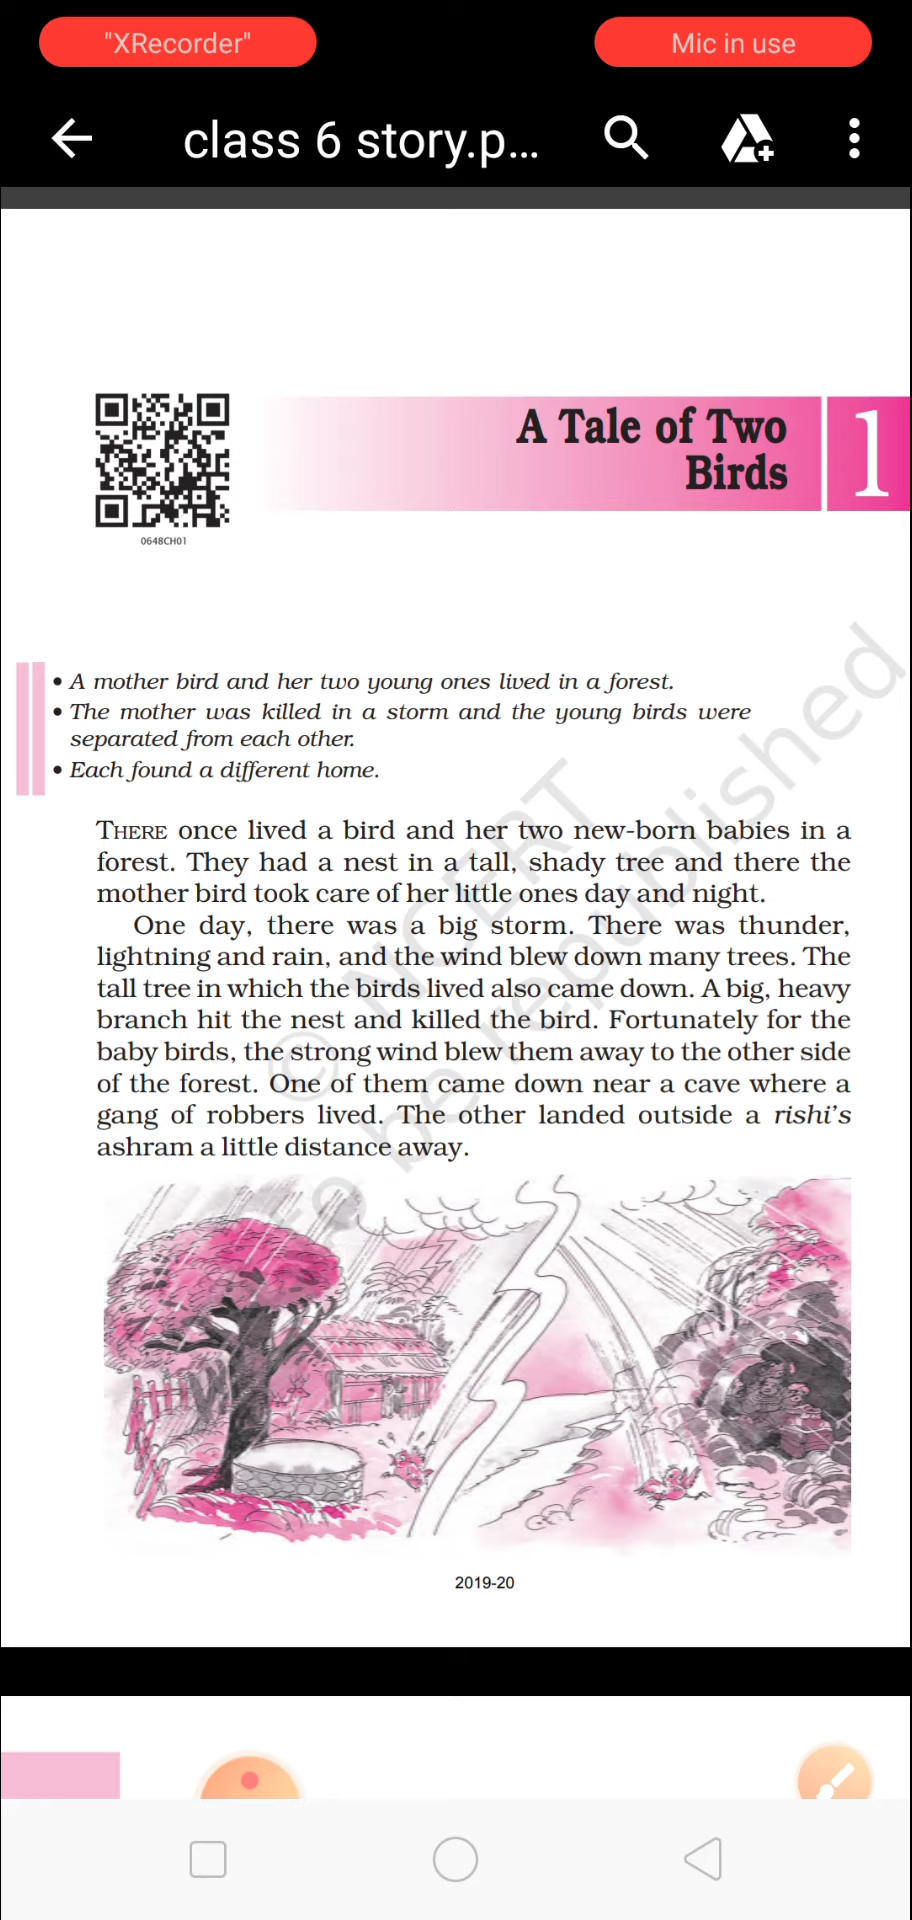 "XRecorder"
Mic in use
class 6 story.p...
A Tale of Two
Birds
1
0648CH01
• A mother bird and her two young ones lived in a forest.
• The mother was killed in a storm and the young birds were
separated from each other.
• Each found a different home.
THERE once lived a bird and her two new-born babies in a
forest. They had a nest in a tall, shady tree and there the
mother bird took care of her little ones day and night.
One day, there was a big storm. There was thunder,
lightning and rain, and the wind blew down many trees. The
tall tree in which the birds lived also came down. A big, heavy
branch hit the nest and killed the bird. Fortunately for the
baby birds, the strong wind blew them away to the other side
of the forest. One of them came down near a cave where a
gang of robbers lived. The other landed outside a rishi's
ashram a little distance away.
© NCERT
to be republished
2019-20